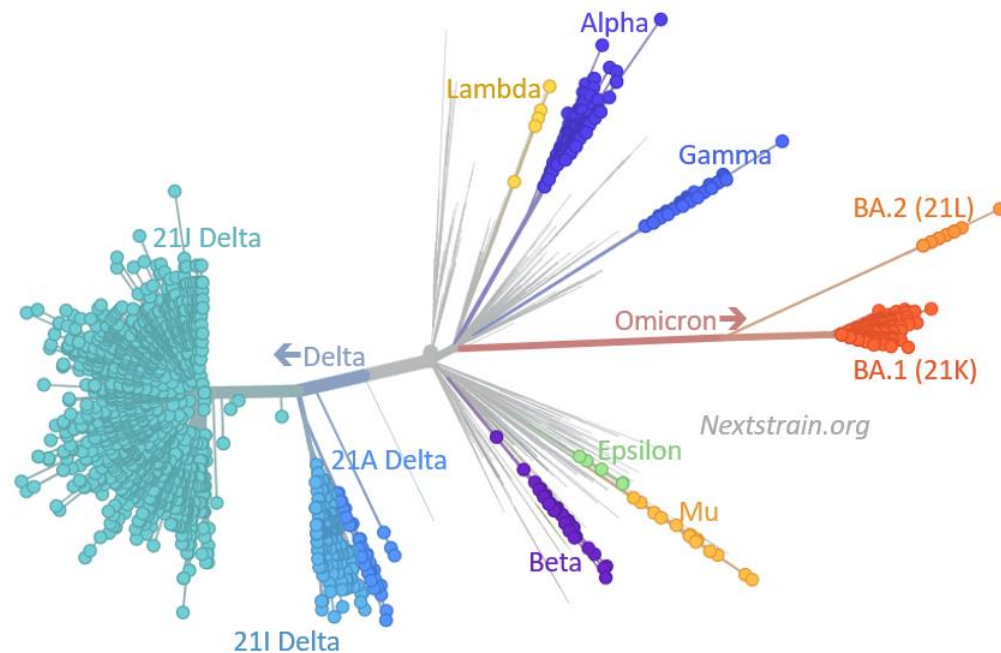 Alpha
Lambda
Gamma
BA.2 (21L)
21J Delta
Omicron→
←Delta
BA.1 (21K)
Nextstrain.org
Epsilon
21A Delta
Mu
Beta
21I Delta